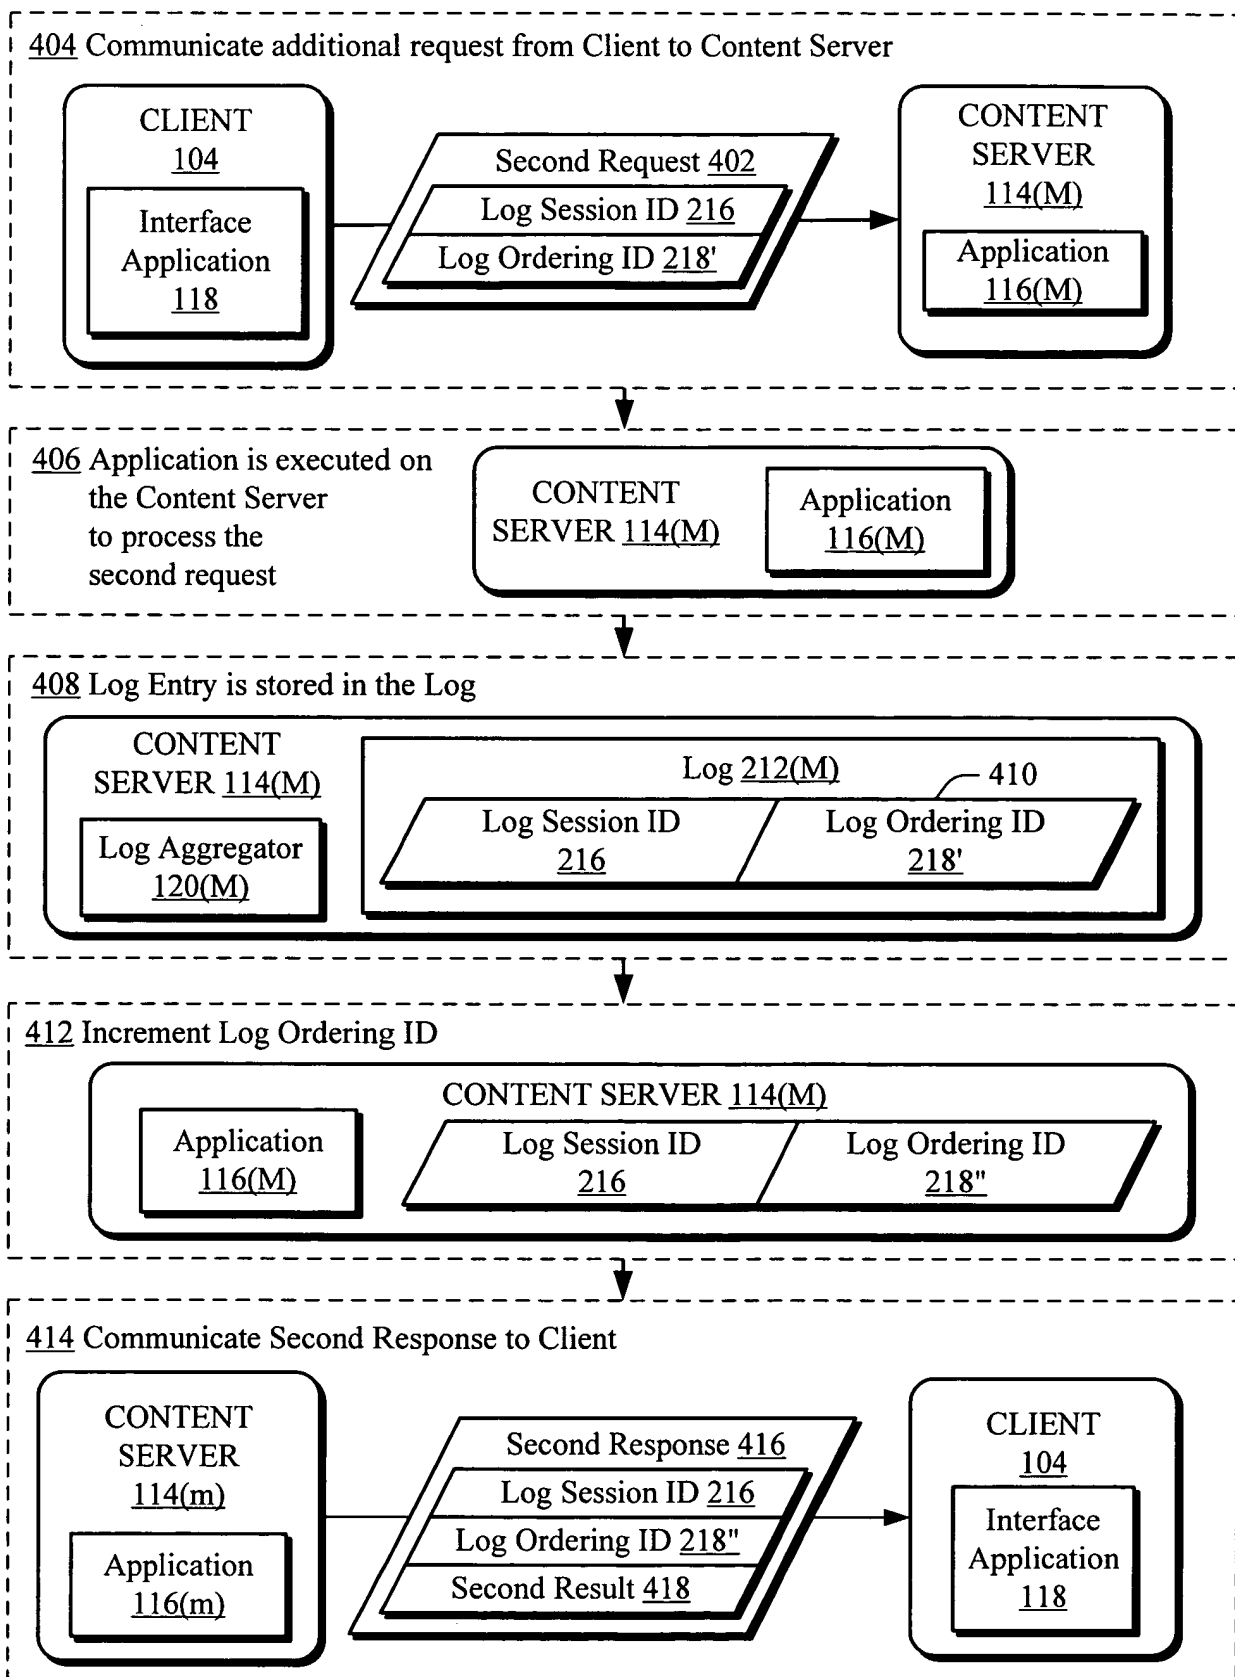 404 Communicate additional request from Client to Content Server
CLIENT
104
Interface
Application
118
Second Request 402
Log Session ID 216
Log Ordering ID 218'
CONTENT
SERVER
114(M)
Application
116(M)
406 Application is executed on
the Content Server
to process the
second request
CONTENT
SERVER 114(M)
Application
116(M)
408 Log Entry is stored in the Log
CONTENT
SERVER 114(M)
Log Aggregator
120(M)
Log 212(M)
410
Log Session ID
216
Log Ordering ID
218'
412 Increment Log Ordering ID
CONTENT SERVER 114(M)
Application
116(M)
Log Session ID
216
Log Ordering ID
218"
414 Communicate Second Response to Client
CONTENT
SERVER
114(m)
Application
116(m)
Second Response 416
Log Session ID 216
Log Ordering ID 218"
Second Result 418
CLIENT
104
Interface
Application
118